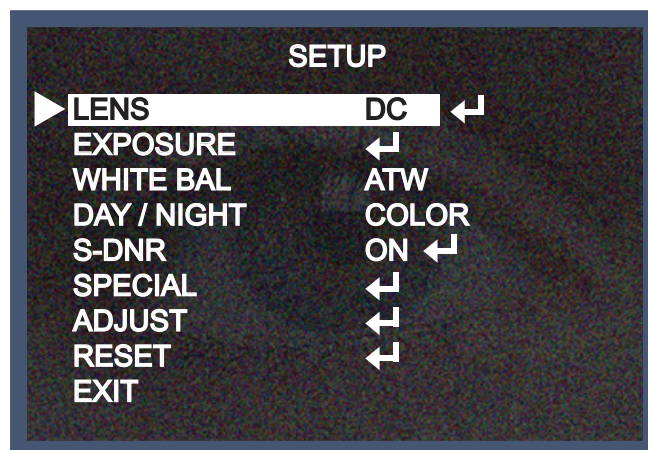 SETUP
LENS DC ↵
EXPOSURE ↵
WHITE BAL ATW
DAY / NIGHT COLOR
S-DNR ON ↵
SPECIAL ↵
ADJUST ↵
RESET ↵
EXIT